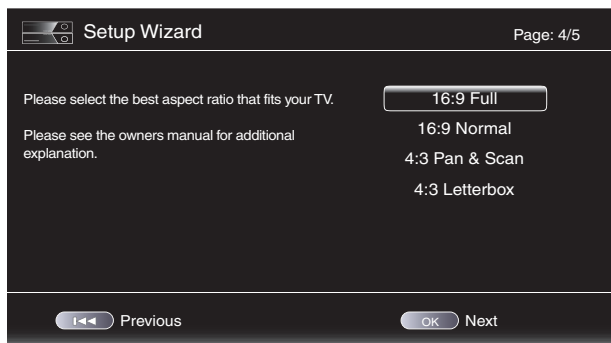 Setup Wizard
Page: 4/5
Please select the best aspect ratio that fits your TV.
Please see the owners manual for additional
explanation.
16:9 Full
16:9 Normal
4:3 Pan & Scan
4:3 Letterbox
Previous
OK Next